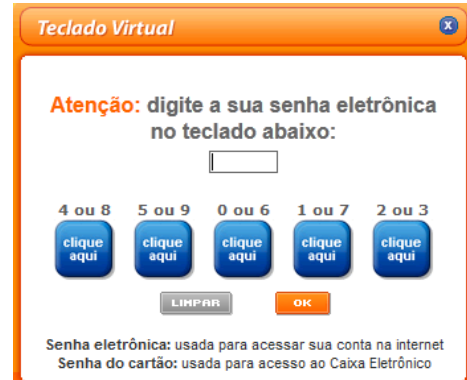 Teclado Virtual x
Atenção: digite a sua senha eletrônica
no teclado abaixo:
4 ou 8 5 ou 9 0 ou 6 1 ou 7 2 ou 3
clique aqui clique aqui clique aqui clique aqui clique aqui
LIMPAR OK
Senha eletrônica: usada para acessar sua conta na internet
Senha do cartão: usada para acesso ao Caixa Eletrônico